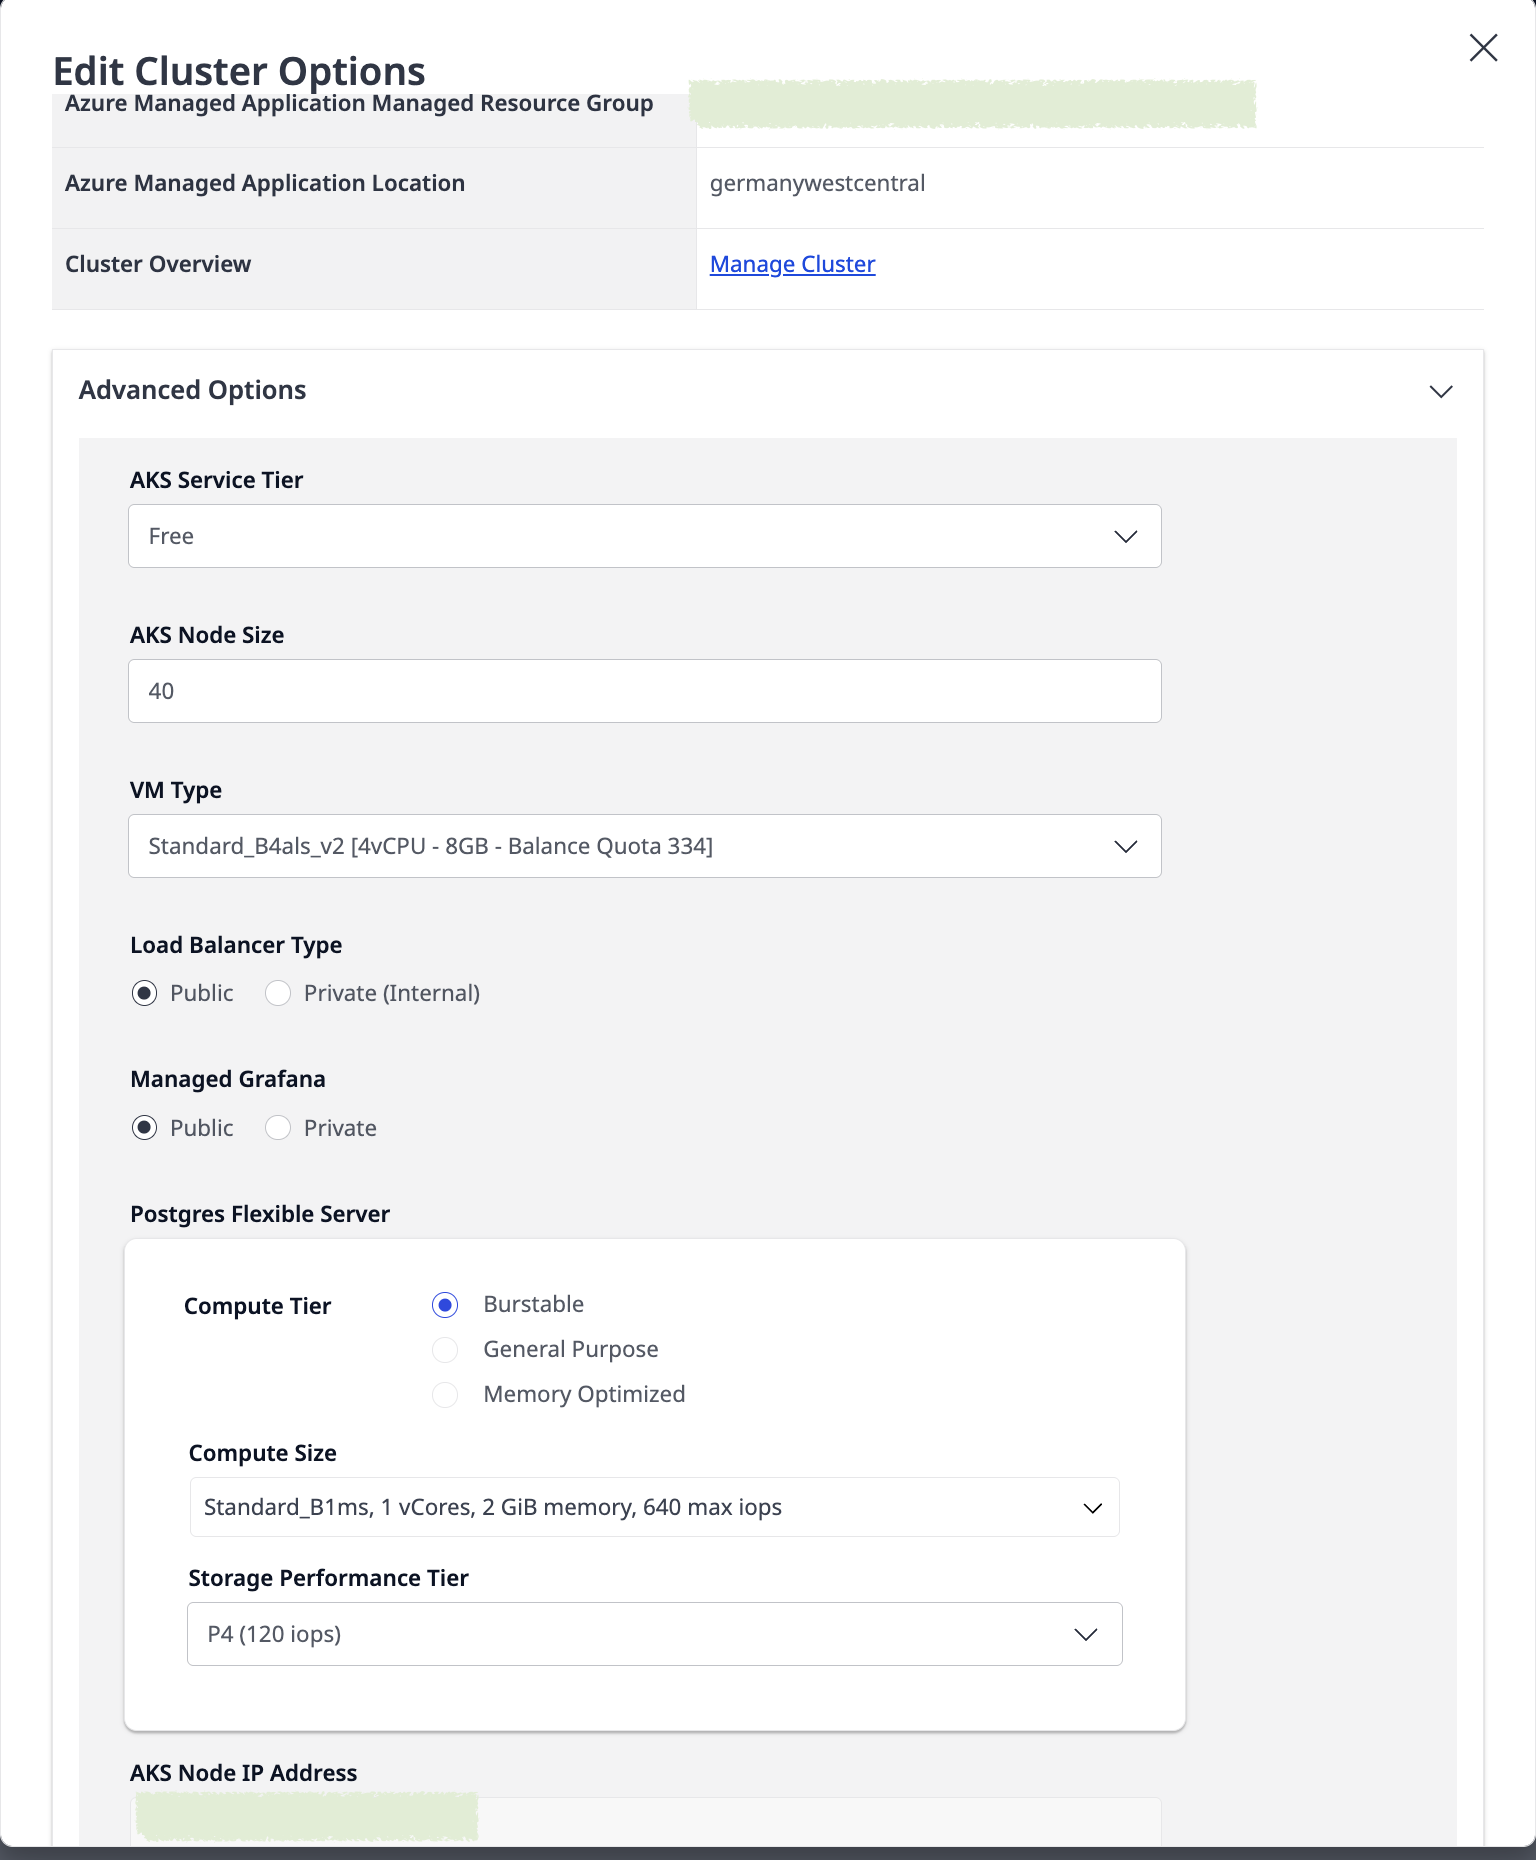 Edit Cluster Options
Azure Managed Application Managed Resource Group
Azure Managed Application Location
germanywestcentral
Cluster Overview
Manage Cluster
Advanced Options
AKS Service Tier
Free
AKS Node Size
40
VM Type
Standard_B4als_v2 [4vCPU - 8GB - Balance Quota 334]
Load Balancer Type
Public
Private (Internal)
Managed Grafana
Public
Private
Postgres Flexible Server
Compute Tier
Burstable
General Purpose
Memory Optimized
Compute Size
Standard_B1ms, 1 vCores, 2 GiB memory, 640 max iops
Storage Performance Tier
P4 (120 iops)
AKS Node IP Address